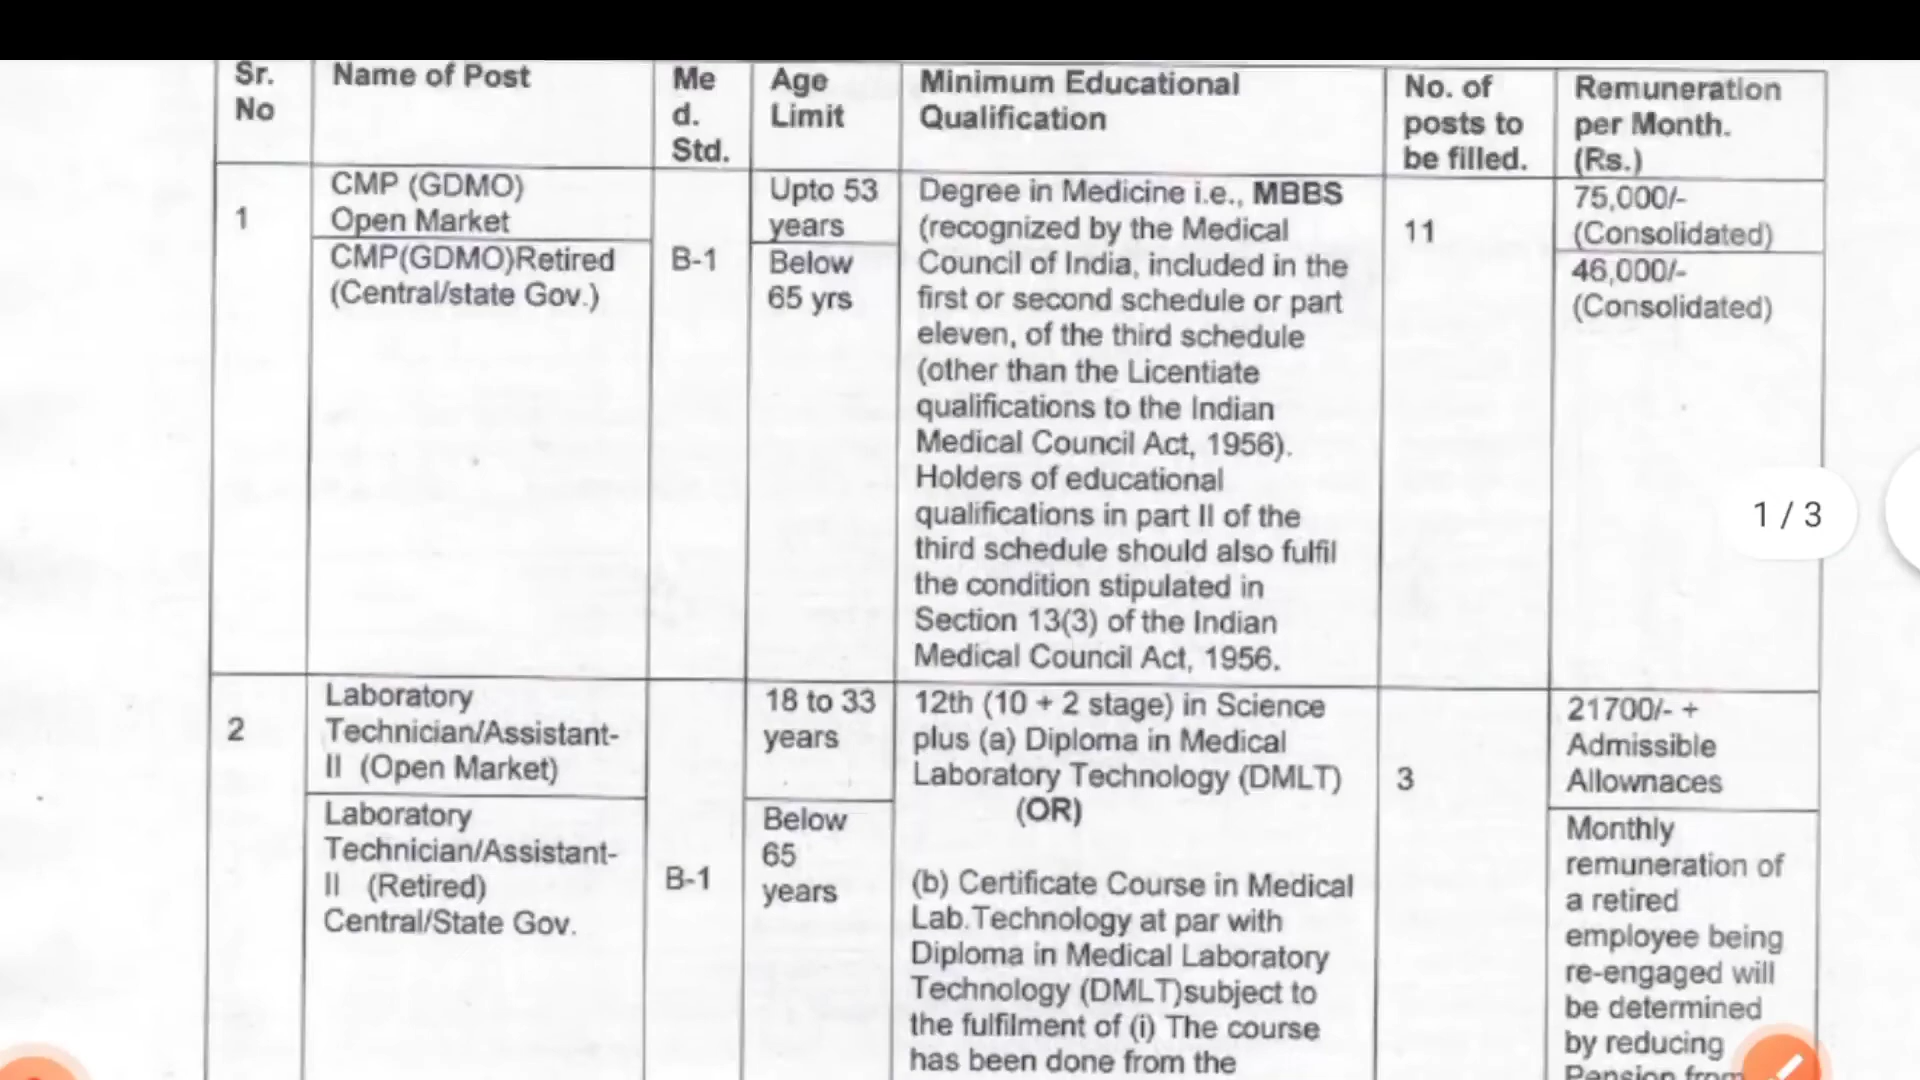 Sr.
No
Name of Post
Me
d.
Std.
Age
Limit
Minimum Educational
Qualification
No. of
posts to
be filled.
Remuneration
per Month.
(Rs.)
1
CMP (GDMO)
Open Market
CMP(GDMO)Retired
(Central/state Gov.)
B-1
Upto 53
years
Below
65 yrs
Degree in Medicine i.e., MBBS
(recognized by the Medical
Council of India, included in the
first or second schedule or part
eleven, of the third schedule
(other than the Licentiate
qualifications to the Indian
Medical Council Act, 1956).
Holders of educational
qualifications in part II of the
third schedule should also fulfil
the condition stipulated in
Section 13(3) of the Indian
Medical Council Act, 1956.
11
75,000/-
(Consolidated)
46,000/-
(Consolidated)
1 / 3
2
Laboratory
Technician/Assistant-
II (Open Market)
Laboratory
Technician/Assistant-
II (Retired)
Central/State Gov.
B-1
18 to 33
years
Below
65
years
12th (10 + 2 stage) in Science
plus (a) Diploma in Medical
Laboratory Technology (DMLT)
(OR)
(b) Certificate Course in Medical
Lab.Technology at par with
Diploma in Medical Laboratory
Technology (DMLT)subject to
the fulfilment of (i) The course
has been done from the
3
21700/- +
Admissible
Allownaces
Monthly
remuneration of
a retired
employee being
re-engaged will
be determined
by reducing
Pension from